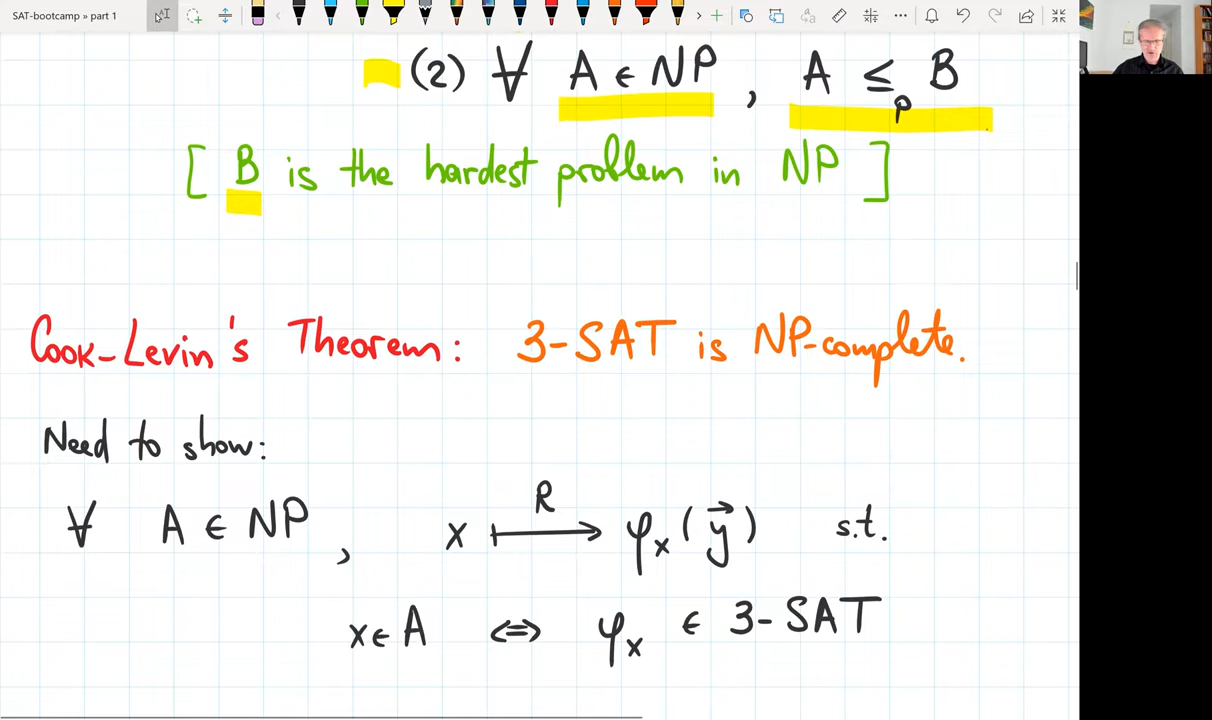 SAT-bootcamp » part 1
(2) ∀ A ∈ NP , A ≤ₚ B
[ B is the hardest problem in NP ]
Cook-Levin's Theorem: 3-SAT is NP-complete.
Need to show:
∀ A ∈ NP , x ⟼ᴿ φₓ(y⃗) s.t.
x ∈ A ⇔ φₓ ∈ 3-SAT